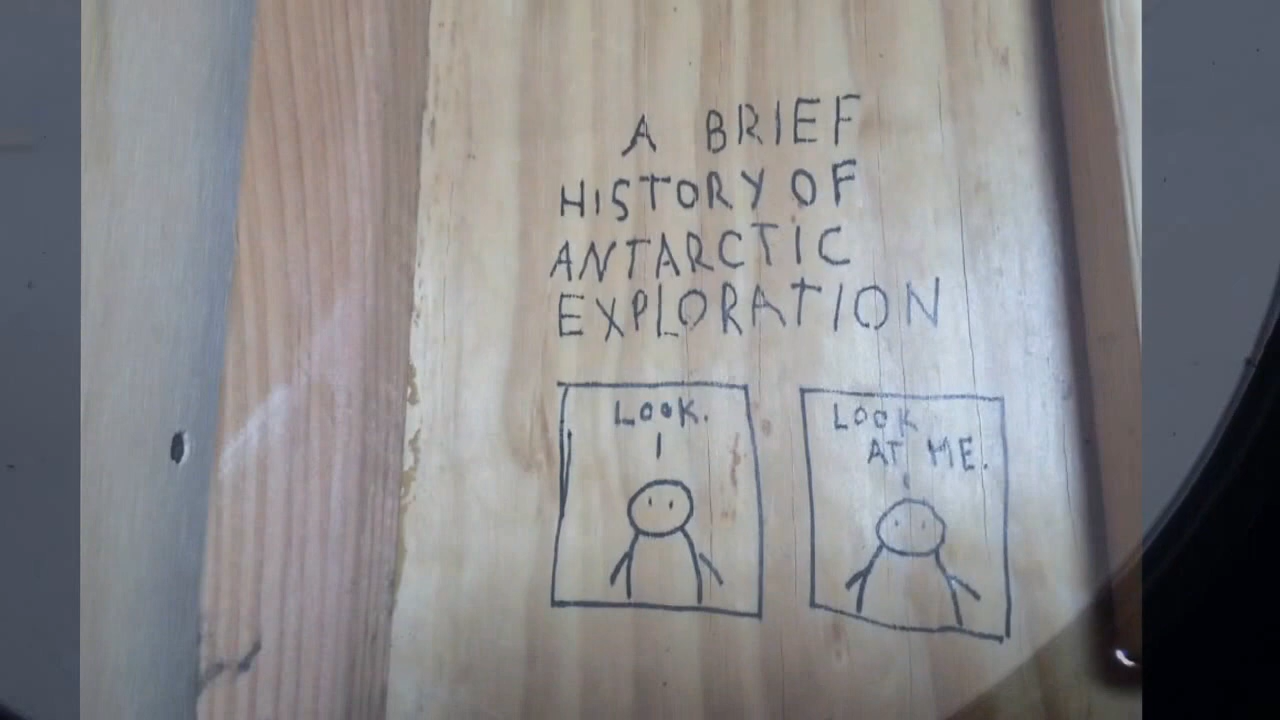 A BRIEF
HISTORY OF
ANTARCTIC
EXPLORATION
LOOK.
LOOK
AT ME.